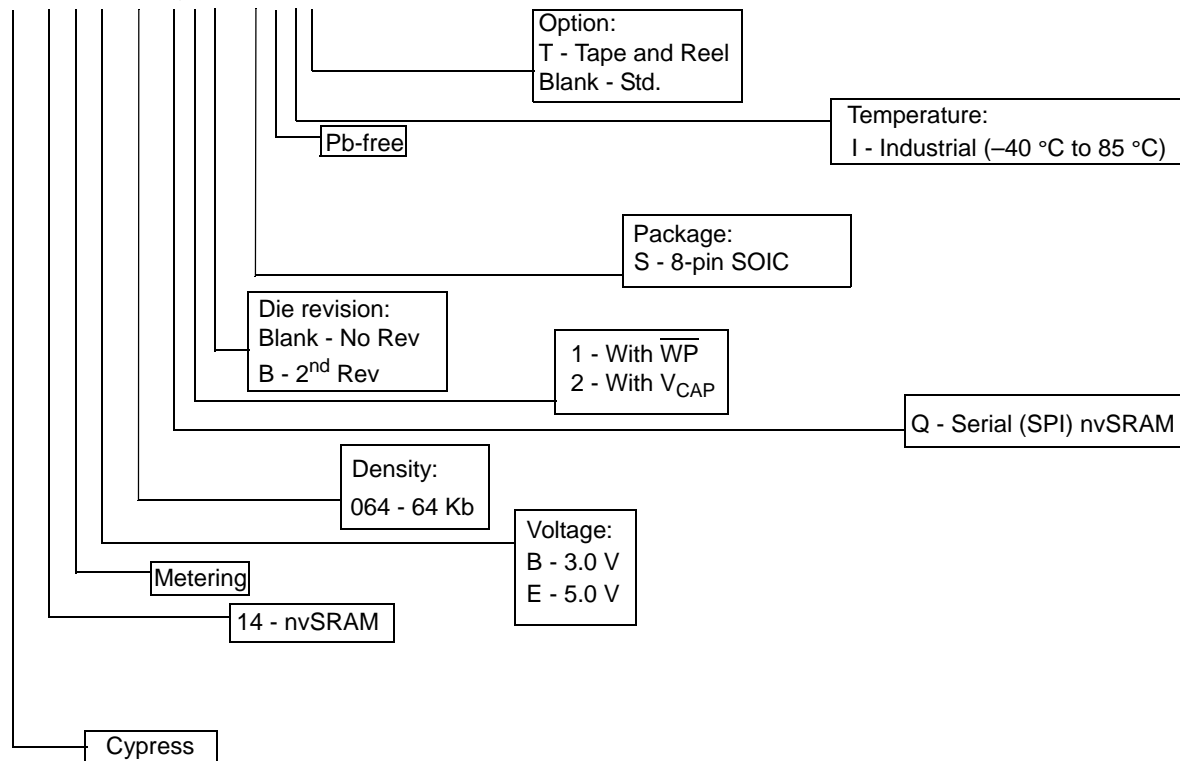 Option:
T - Tape and Reel
Blank - Std.
Temperature:
I - Industrial (–40 °C to 85 °C)
Pb-free
Package:
S - 8-pin SOIC
Die revision:
Blank - No Rev
B - 2nd Rev
1 - With W̅P̅
2 - With VCAP
Q - Serial (SPI) nvSRAM
Density:
064 - 64 Kb
Voltage:
B - 3.0 V
E - 5.0 V
Metering
14 - nvSRAM
Cypress